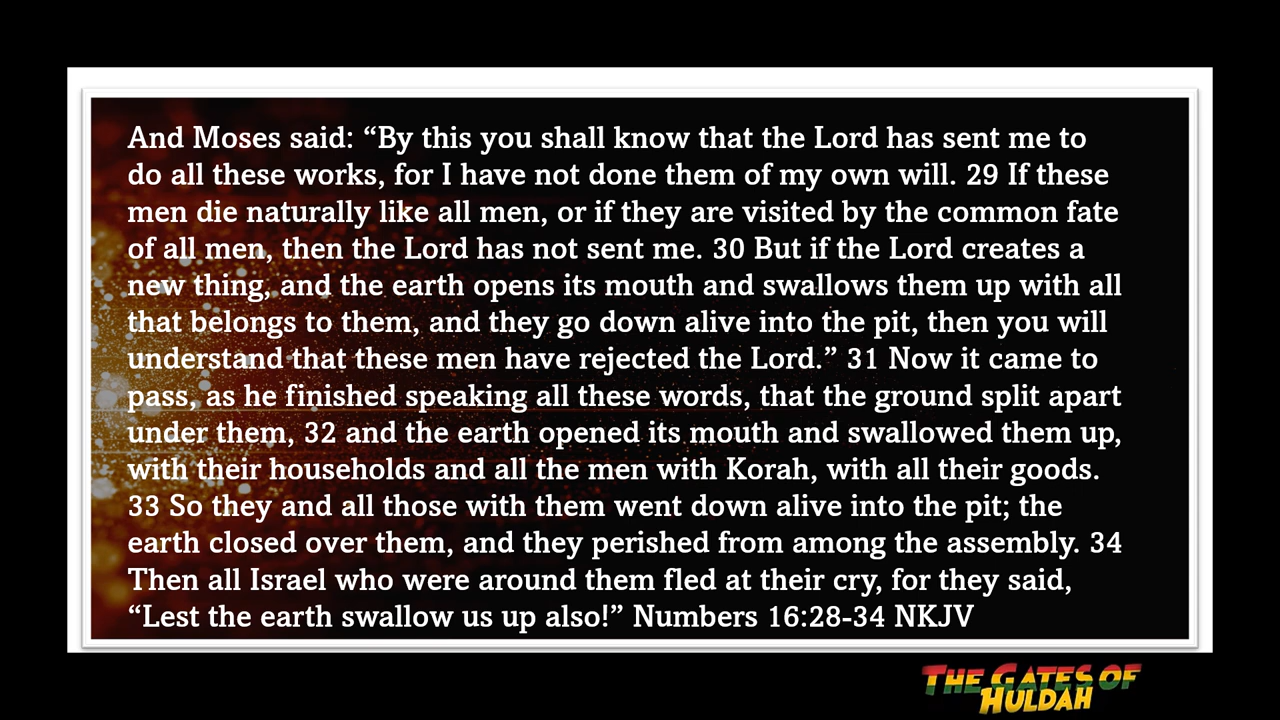 And Moses said: “By this you shall know that the Lord has sent me to
do all these works, for I have not done them of my own will. 29 If these
men die naturally like all men, or if they are visited by the common fate
of all men, then the Lord has not sent me. 30 But if the Lord creates a
new thing, and the earth opens its mouth and swallows them up with all
that belongs to them, and they go down alive into the pit, then you will
understand that these men have rejected the Lord.” 31 Now it came to
pass, as he finished speaking all these words, that the ground split apart
under them, 32 and the earth opened its mouth and swallowed them up,
with their households and all the men with Korah, with all their goods.
33 So they and all those with them went down alive into the pit; the
earth closed over them, and they perished from among the assembly. 34
Then all Israel who were around them fled at their cry, for they said,
“Lest the earth swallow us up also!” Numbers 16:28-34 NKJV
THE GATES OF
HULDAH